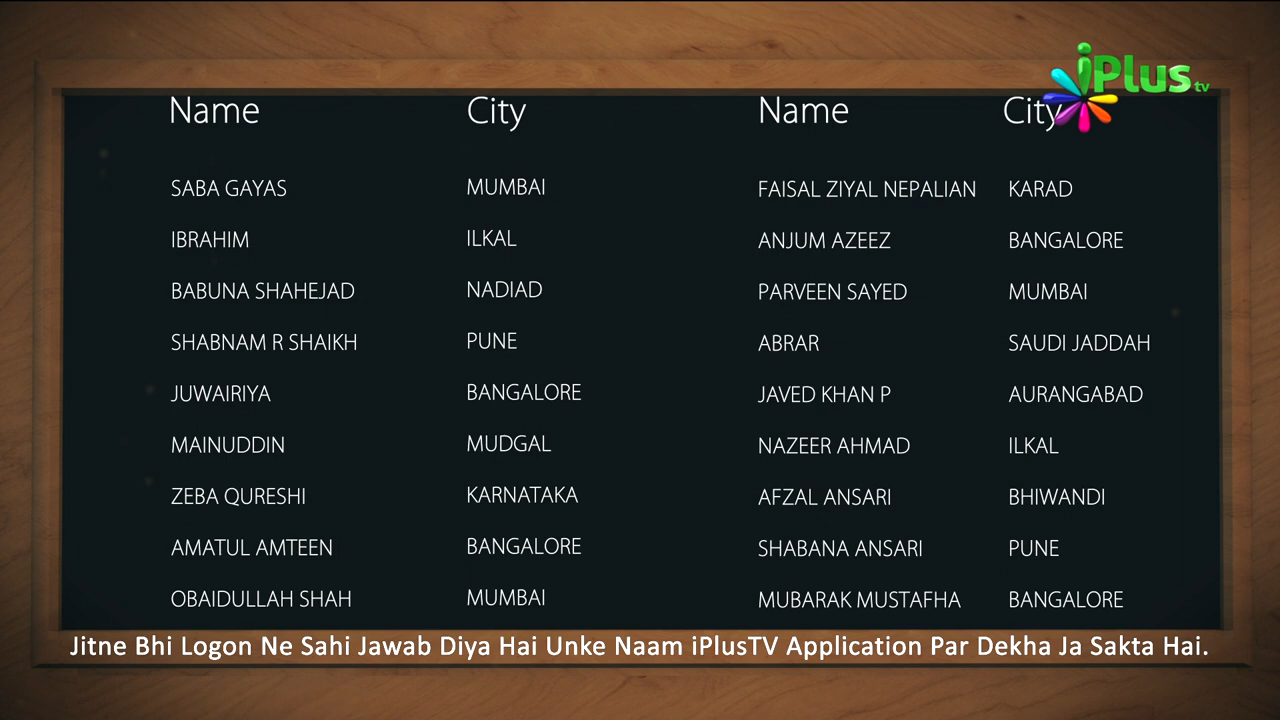 iPlus tv
Name City Name City
SABA GAYAS MUMBAI FAISAL ZIYAL NEPALIAN KARAD
IBRAHIM ILKAL ANJUM AZEEZ BANGALORE
BABUNA SHAHEJAD NADIAD PARVEEN SAYED MUMBAI
SHABNAM R SHAIKH PUNE ABRAR SAUDI JADDAH
JUWAIRIYA BANGALORE JAVED KHAN P AURANGABAD
MAINUDDIN MUDGAL NAZEER AHMAD ILKAL
ZEBA QURESHI KARNATAKA AFZAL ANSARI BHIWANDI
AMATUL AMTEEN BANGALORE SHABANA ANSARI PUNE
OBAIDULLAH SHAH MUMBAI MUBARAK MUSTAFHA BANGALORE
Jitne Bhi Logon Ne Sahi Jawab Diya Hai Unke Naam iPlusTV Application Par Dekha Ja Sakta Hai.